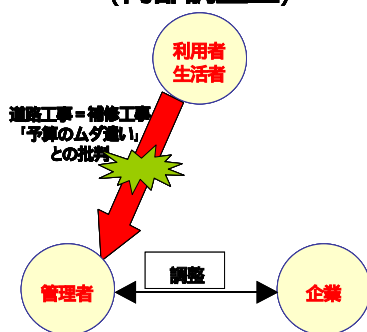 利用者
生活者
道路工事=補修工事
「予算のムダ遣い」
との批判
調整
管理者
企業